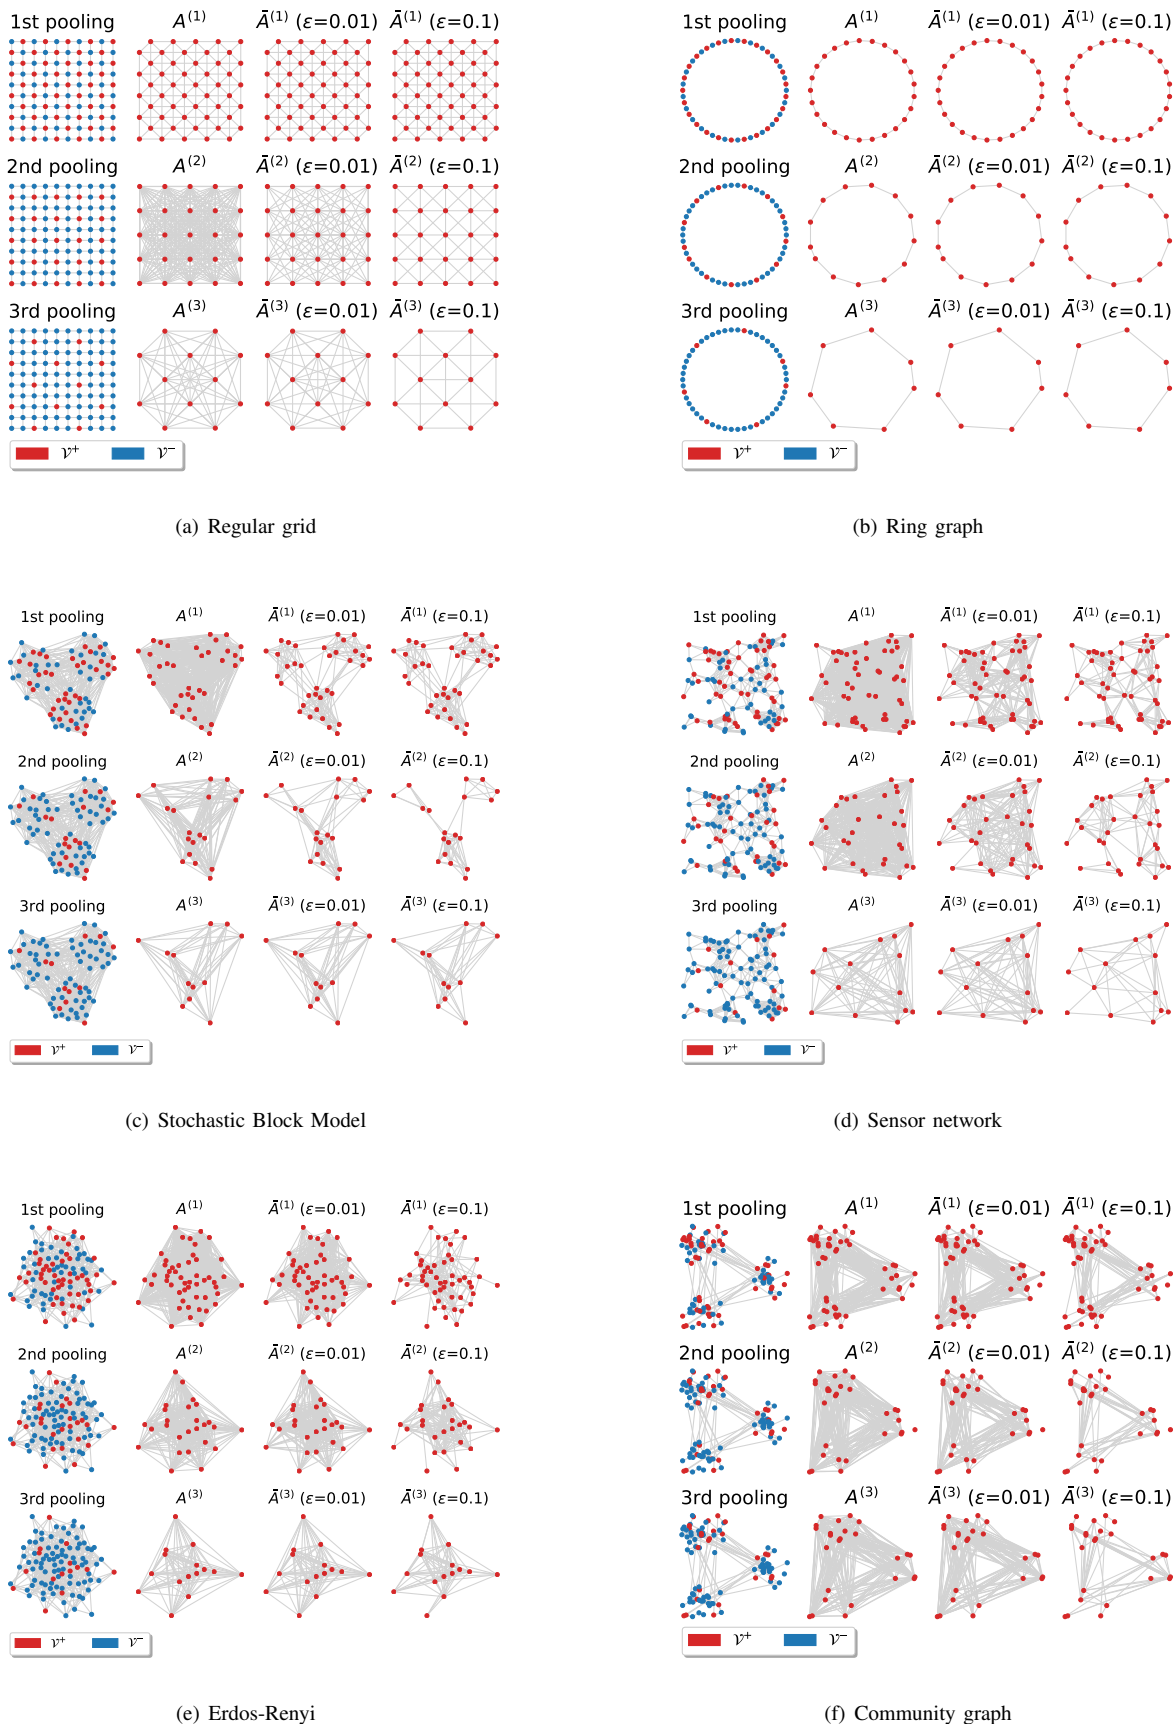 1st pooling A⁽¹⁾ Ā⁽¹⁾ (ε=0.01) Ā⁽¹⁾ (ε=0.1)
2nd pooling A⁽²⁾ Ā⁽²⁾ (ε=0.01) Ā⁽²⁾ (ε=0.1)
3rd pooling A⁽³⁾ Ā⁽³⁾ (ε=0.01) Ā⁽³⁾ (ε=0.1)
𝒱⁺ 𝒱⁻
(a) Regular grid
1st pooling A⁽¹⁾ Ā⁽¹⁾ (ε=0.01) Ā⁽¹⁾ (ε=0.1)
2nd pooling A⁽²⁾ Ā⁽²⁾ (ε=0.01) Ā⁽²⁾ (ε=0.1)
3rd pooling A⁽³⁾ Ā⁽³⁾ (ε=0.01) Ā⁽³⁾ (ε=0.1)
𝒱⁺ 𝒱⁻
(b) Ring graph
1st pooling A⁽¹⁾ Ā⁽¹⁾ (ε=0.01) Ā⁽¹⁾ (ε=0.1)
2nd pooling A⁽²⁾ Ā⁽²⁾ (ε=0.01) Ā⁽²⁾ (ε=0.1)
3rd pooling A⁽³⁾ Ā⁽³⁾ (ε=0.01) Ā⁽³⁾ (ε=0.1)
𝒱⁺ 𝒱⁻
(c) Stochastic Block Model
1st pooling A⁽¹⁾ Ā⁽¹⁾ (ε=0.01) Ā⁽¹⁾ (ε=0.1)
2nd pooling A⁽²⁾ Ā⁽²⁾ (ε=0.01) Ā⁽²⁾ (ε=0.1)
3rd pooling A⁽³⁾ Ā⁽³⁾ (ε=0.01) Ā⁽³⁾ (ε=0.1)
𝒱⁺ 𝒱⁻
(d) Sensor network
1st pooling A⁽¹⁾ Ā⁽¹⁾ (ε=0.01) Ā⁽¹⁾ (ε=0.1)
2nd pooling A⁽²⁾ Ā⁽²⁾ (ε=0.01) Ā⁽²⁾ (ε=0.1)
3rd pooling A⁽³⁾ Ā⁽³⁾ (ε=0.01) Ā⁽³⁾ (ε=0.1)
𝒱⁺ 𝒱⁻
(e) Erdos-Renyi
1st pooling A⁽¹⁾ Ā⁽¹⁾ (ε=0.01) Ā⁽¹⁾ (ε=0.1)
2nd pooling A⁽²⁾ Ā⁽²⁾ (ε=0.01) Ā⁽²⁾ (ε=0.1)
3rd pooling A⁽³⁾ Ā⁽³⁾ (ε=0.01) Ā⁽³⁾ (ε=0.1)
𝒱⁺ 𝒱⁻
(f) Community graph